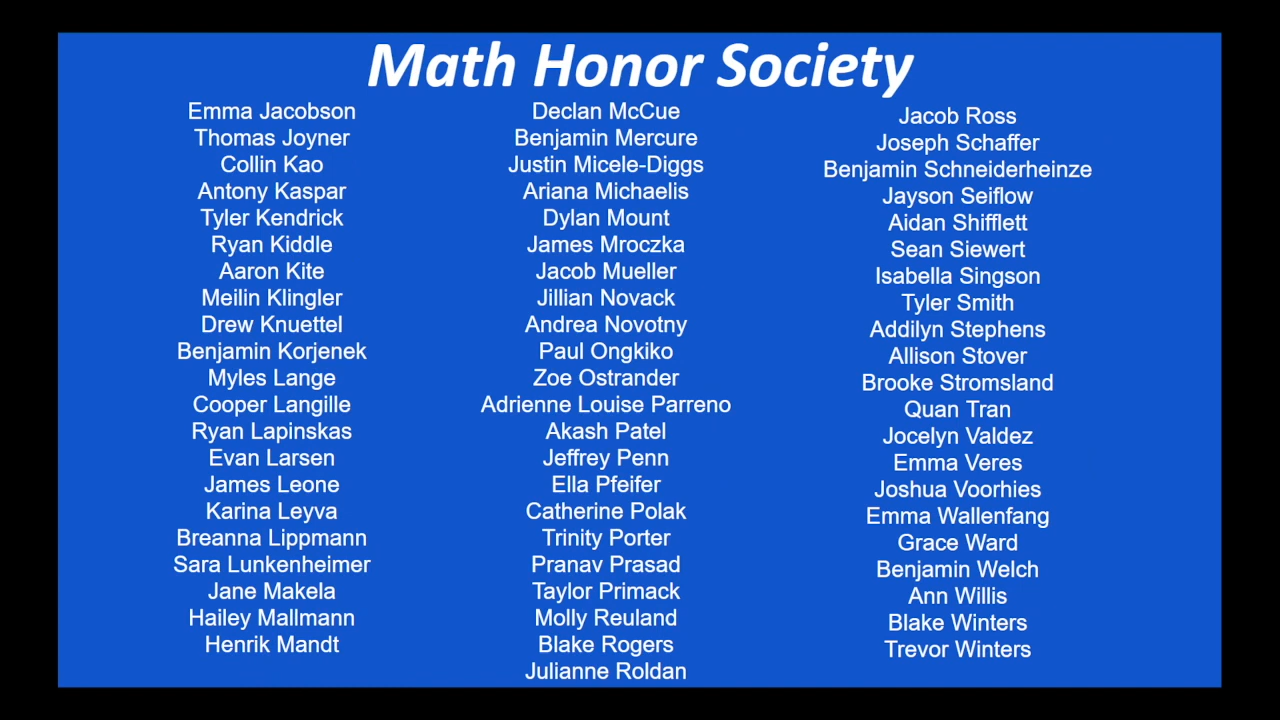 Math Honor Society
Emma Jacobson
Thomas Joyner
Collin Kao
Antony Kaspar
Tyler Kendrick
Ryan Kiddle
Aaron Kite
Meilin Klingler
Drew Knuettel
Benjamin Korjenek
Myles Lange
Cooper Langille
Ryan Lapinskas
Evan Larsen
James Leone
Karina Leyva
Breanna Lippmann
Sara Lunkenheimer
Jane Makela
Hailey Mallmann
Henrik Mandt
Declan McCue
Benjamin Mercure
Justin Micele-Diggs
Ariana Michaelis
Dylan Mount
James Mroczka
Jacob Mueller
Jillian Novack
Andrea Novotny
Paul Ongkiko
Zoe Ostrander
Adrienne Louise Parreno
Akash Patel
Jeffrey Penn
Ella Pfeifer
Catherine Polak
Trinity Porter
Pranav Prasad
Taylor Primack
Molly Reuland
Blake Rogers
Julianne Roldan
Jacob Ross
Joseph Schaffer
Benjamin Schneiderheinze
Jayson Seiflow
Aidan Shifflett
Sean Siewert
Isabella Singson
Tyler Smith
Addilyn Stephens
Allison Stover
Brooke Stromsland
Quan Tran
Jocelyn Valdez
Emma Veres
Joshua Voorhies
Emma Wallenfang
Grace Ward
Benjamin Welch
Ann Willis
Blake Winters
Trevor Winters